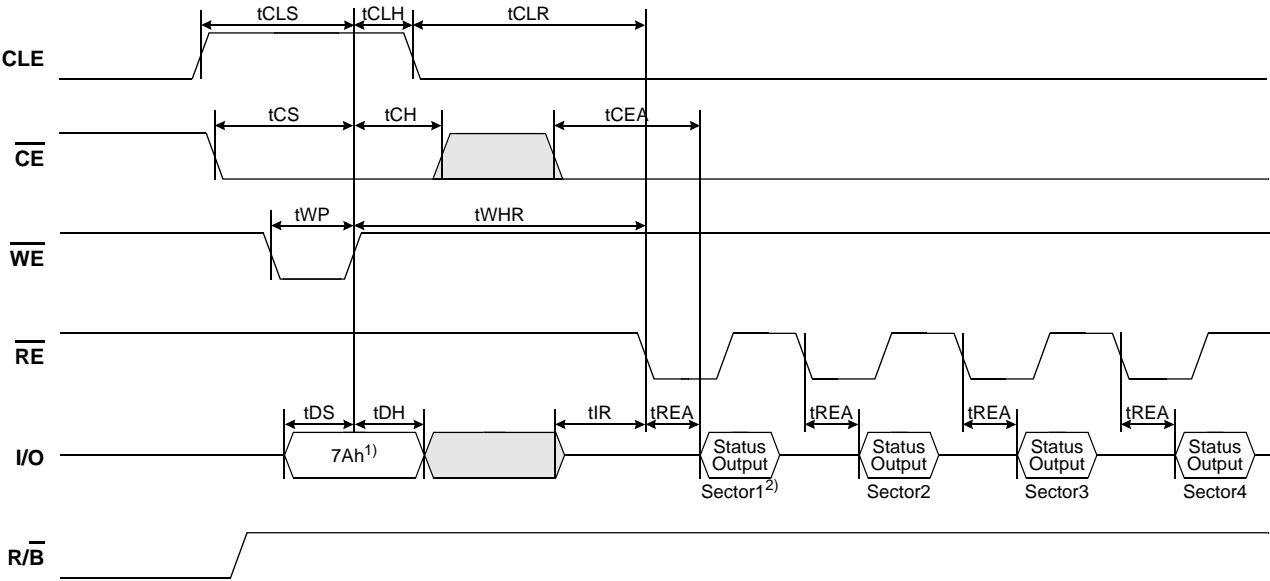 tCLS tCLH tCLR
CLE
tCS tCH tCEA
CE
tWP tWHR
WE
RE
tDS tDH tIR tREA tREA tREA tREA
I/O 7Ah1) Status Output Status Output Status Output Status Output
Sector12) Sector2 Sector3 Sector4
R/B